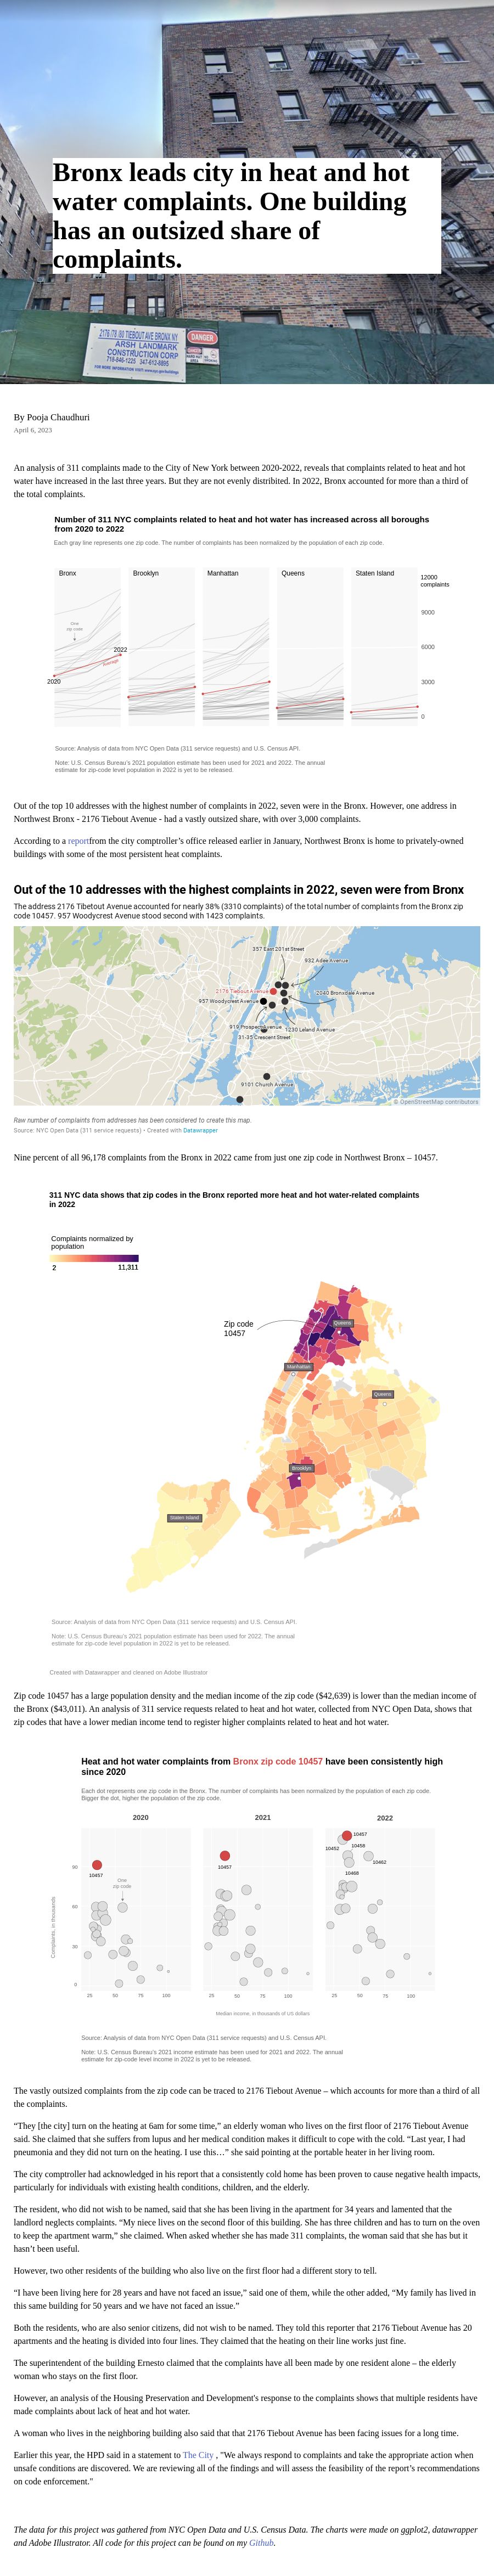 Bronx leads city in heat and hot
water complaints. One building
has an outsized share of
complaints.
2176 /78 /80 TIEBOUT AVE BRONX NY
ARSH LANDMARK
CONSTRUCTION CORP
718-846-1225 347-612-9895
DANGER
By Pooja Chaudhuri
April 6, 2023
An analysis of 311 complaints made to the City of New York between 2020-2022, reveals that complaints related to heat and hot
water have increased in the last three years. But they are not evenly distribited. In 2022, Bronx accounted for more than a third of
the total complaints.
Number of 311 NYC complaints related to heat and hot water has increased across all boroughs
from 2020 to 2022
Each gray line represents one zip code. The number of complaints has been normalized by the population of each zip code.
Bronx
Brooklyn
Manhattan
Queens
Staten Island
12000
complaints
9000
6000
3000
0
One
zip code
2022
Average
2020
Source: Analysis of data from NYC Open Data (311 service requests) and U.S. Census API.
Note: U.S. Census Bureau's 2021 population estimate has been used for 2021 and 2022. The annual
estimate for zip-code level population in 2022 is yet to be released.
Out of the top 10 addresses with the highest number of complaints in 2022, seven were in the Bronx. However, one address in
Northwest Bronx - 2176 Tiebout Avenue - had a vastly outsized share, with over 3,000 complaints.
According to a reportfrom the city comptroller’s office released earlier in January, Northwest Bronx is home to privately-owned
buildings with some of the most persistent heat complaints.
Out of the 10 addresses with the highest complaints in 2022, seven were from Bronx
The address 2176 Tibetout Avenue accounted for nearly 38% (3310 complaints) of the total number of complaints from the Bronx zip
code 10457. 957 Woodycrest Avenue stood second with 1423 complaints.
357 East 201st Street
932 Adee Avenue
2176 Tiebout Avenue
2040 Bronxdale Avenue
957 Woodycrest Avenue
919 Prospect Avenue
1230 Leland Avenue
31-35 Crescent Street
9101 Church Avenue
© OpenStreetMap contributors
Raw number of complaints from addresses has been considered to create this map.
Source: NYC Open Data (311 service requests) • Created with Datawrapper
Nine percent of all 96,178 complaints from the Bronx in 2022 came from just one zip code in Northwest Bronx – 10457.
311 NYC data shows that zip codes in the Bronx reported more heat and hot water-related complaints
in 2022
Complaints normalized by
population
2
11,311
Zip code
10457
Queens
Manhattan
Queens
Brooklyn
Staten Island
Source: Analysis of data from NYC Open Data (311 service requests) and U.S. Census API.
Note: U.S. Census Bureau's 2021 population estimate has been used for 2022. The annual
estimate for zip-code level population in 2022 is yet to be released.
Created with Datawrapper and cleaned on Adobe Illustrator
Zip code 10457 has a large population density and the median income of the zip code ($42,639) is lower than the median income of
the Bronx ($43,011). An analysis of 311 service requests related to heat and hot water, collected from NYC Open Data, shows that
zip codes that have a lower median income tend to register higher complaints related to heat and hot water.
Heat and hot water complaints from Bronx zip code 10457 have been consistently high
since 2020
Each dot represents one zip code in the Bronx. The number of complaints has been normalized by the population of each zip code.
Bigger the dot, higher the population of the zip code.
2020
2021
2022
Complaints, in thousands
90
60
30
0
10457
One
zip code
25 50 75 100
10457
25 50 75 100
10457
10452
10458
10462
10468
25 50 75 100
Median income, in thousands of US dollars
Source: Analysis of data from NYC Open Data (311 service requests) and U.S. Census API.
Note: U.S. Census Bureau's 2021 income estimate has been used for 2021 and 2022. The annual
estimate for zip-code level income in 2022 is yet to be released.
The vastly outsized complaints from the zip code can be traced to 2176 Tiebout Avenue – which accounts for more than a third of all
the complaints.
“They [the city] turn on the heating at 6am for some time,” an elderly woman who lives on the first floor of 2176 Tiebout Avenue
said. She claimed that she suffers from lupus and her medical condition makes it difficult to cope with the cold. “Last year, I had
pneumonia and they did not turn on the heating. I use this…” she said pointing at the portable heater in her living room.
The city comptroller had acknowledged in his report that a consistently cold home has been proven to cause negative health impacts,
particularly for individuals with existing health conditions, children, and the elderly.
The resident, who did not wish to be named, said that she has been living in the apartment for 34 years and lamented that the
landlord neglects complaints. “My niece lives on the second floor of this building. She has three children and has to turn on the oven
to keep the apartment warm,” she claimed. When asked whether she has made 311 complaints, the woman said that she has but it
hasn’t been useful.
However, two other residents of the building who also live on the first floor had a different story to tell.
“I have been living here for 28 years and have not faced an issue,” said one of them, while the other added, “My family has lived in
this same building for 50 years and we have not faced an issue.”
Both the residents, who are also senior citizens, did not wish to be named. They told this reporter that 2176 Tiebout Avenue has 20
apartments and the heating is divided into four lines. They claimed that the heating on their line works just fine.
The superintendent of the building Ernesto claimed that the complaints have all been made by one resident alone – the elderly
woman who stays on the first floor.
However, an analysis of the Housing Preservation and Development's response to the complaints shows that multiple residents have
made complaints about lack of heat and hot water.
A woman who lives in the neighboring building also said that that 2176 Tiebout Avenue has been facing issues for a long time.
Earlier this year, the HPD said in a statement to The City , "We always respond to complaints and take the appropriate action when
unsafe conditions are discovered. We are reviewing all of the findings and will assess the feasibility of the report’s recommendations
on code enforcement."
The data for this project was gathered from NYC Open Data and U.S. Census Data. The charts were made on ggplot2, datawrapper
and Adobe Illustrator. All code for this project can be found on my Github.